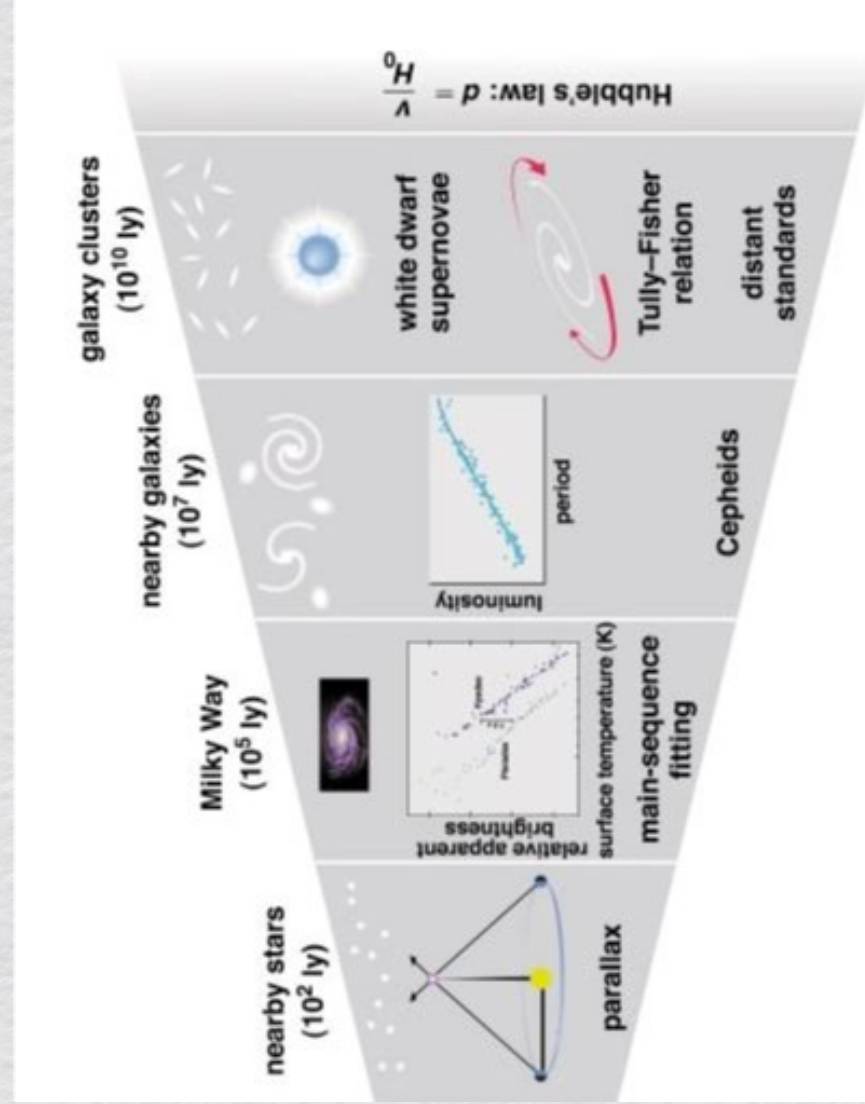 nearby stars
(10² ly)
parallax
Milky Way
(10⁵ ly)
relative apparent
brightness
Pleiades
Hyades
surface temperature (K)
main-sequence
fitting
nearby galaxies
(10⁷ ly)
luminosity
period
Cepheids
galaxy clusters
(10¹⁰ ly)
white dwarf
supernovae
Tully–Fisher
relation
distant
standards
Hubble's law: d = v/H₀